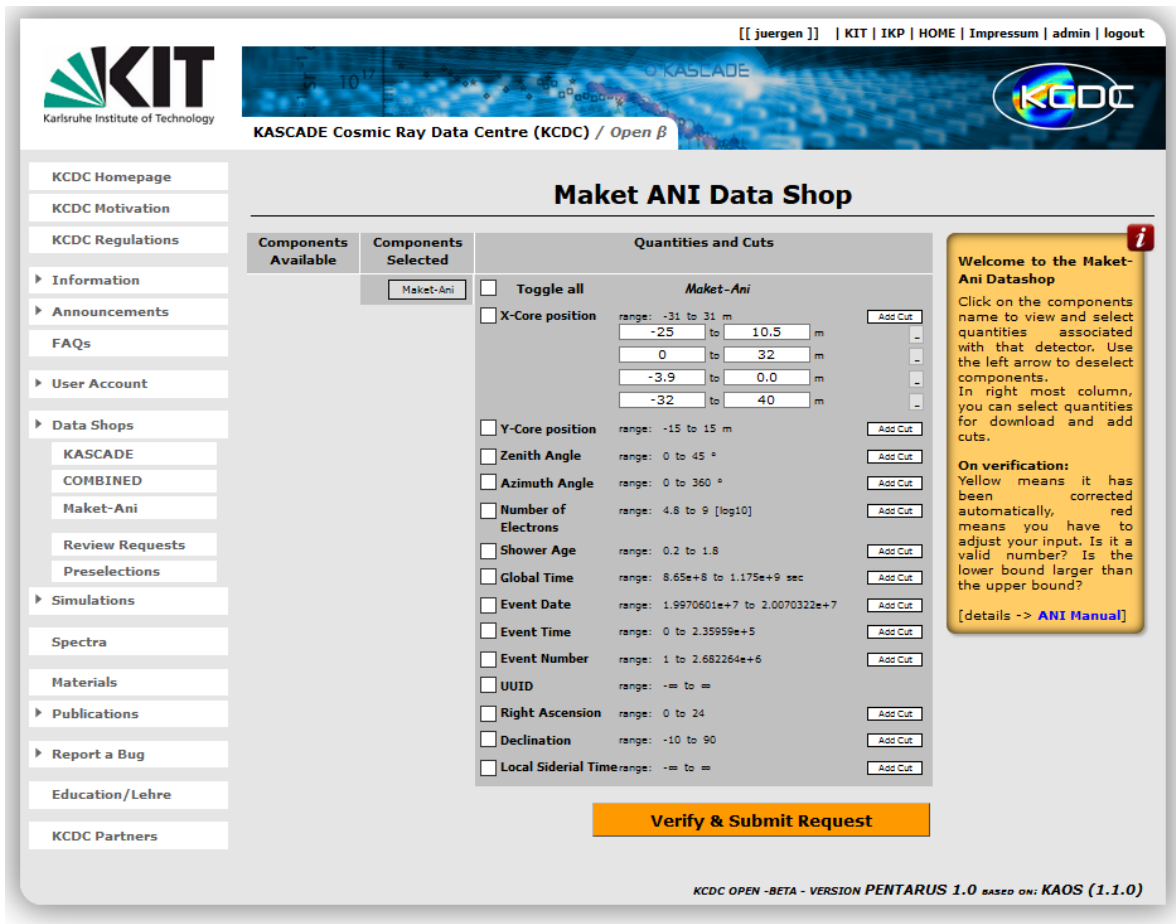 [[ juergen ]] | KIT | IKP | HOME | Impressum | admin | logout
KIT
Karlsruhe Institute of Technology
10^17
KASCADE
KCDC
KASCADE Cosmic Ray Data Centre (KCDC) / Open β
KCDC Homepage
KCDC Motivation
KCDC Regulations
Information
Announcements
FAQs
User Account
Data Shops
KASCADE
COMBINED
Maket-Ani
Review Requests
Preselections
Simulations
Spectra
Materials
Publications
Report a Bug
Education/Lehre
KCDC Partners
Maket ANI Data Shop
Components Available
Components Selected
Quantities and Cuts
Maket-Ani
Toggle all Maket-Ani
X-Core position range: -31 to 31 m Add Cut
-25 to 10.5 m -
0 to 32 m -
-3.9 to 0.0 m -
-32 to 40 m -
Y-Core position range: -15 to 15 m Add Cut
Zenith Angle range: 0 to 45 ° Add Cut
Azimuth Angle range: 0 to 360 ° Add Cut
Number of range: 4.8 to 9 [log10] Add Cut
Electrons
Shower Age range: 0.2 to 1.8 Add Cut
Global Time range: 8.65e+8 to 1.175e+9 sec Add Cut
Event Date range: 1.9970601e+7 to 2.0070322e+7 Add Cut
Event Time range: 0 to 2.35959e+5 Add Cut
Event Number range: 1 to 2.682264e+6 Add Cut
UUID range: -∞ to ∞
Right Ascension range: 0 to 24 Add Cut
Declination range: -10 to 90 Add Cut
Local Siderial Time range: -∞ to ∞ Add Cut
Verify & Submit Request
i
Welcome to the Maket-
Ani Datashop
Click on the components
name to view and select
quantities associated
with that detector. Use
the left arrow to deselect
components.
In right most column,
you can select quantities
for download and add
cuts.
On verification:
Yellow means it has
been corrected
automatically, red
means you have to
adjust your input. Is it a
valid number? Is the
lower bound larger than
the upper bound?
[details -> ANI Manual]
KCDC OPEN -BETA - VERSION PENTARUS 1.0 BASED ON: KAOS (1.1.0)